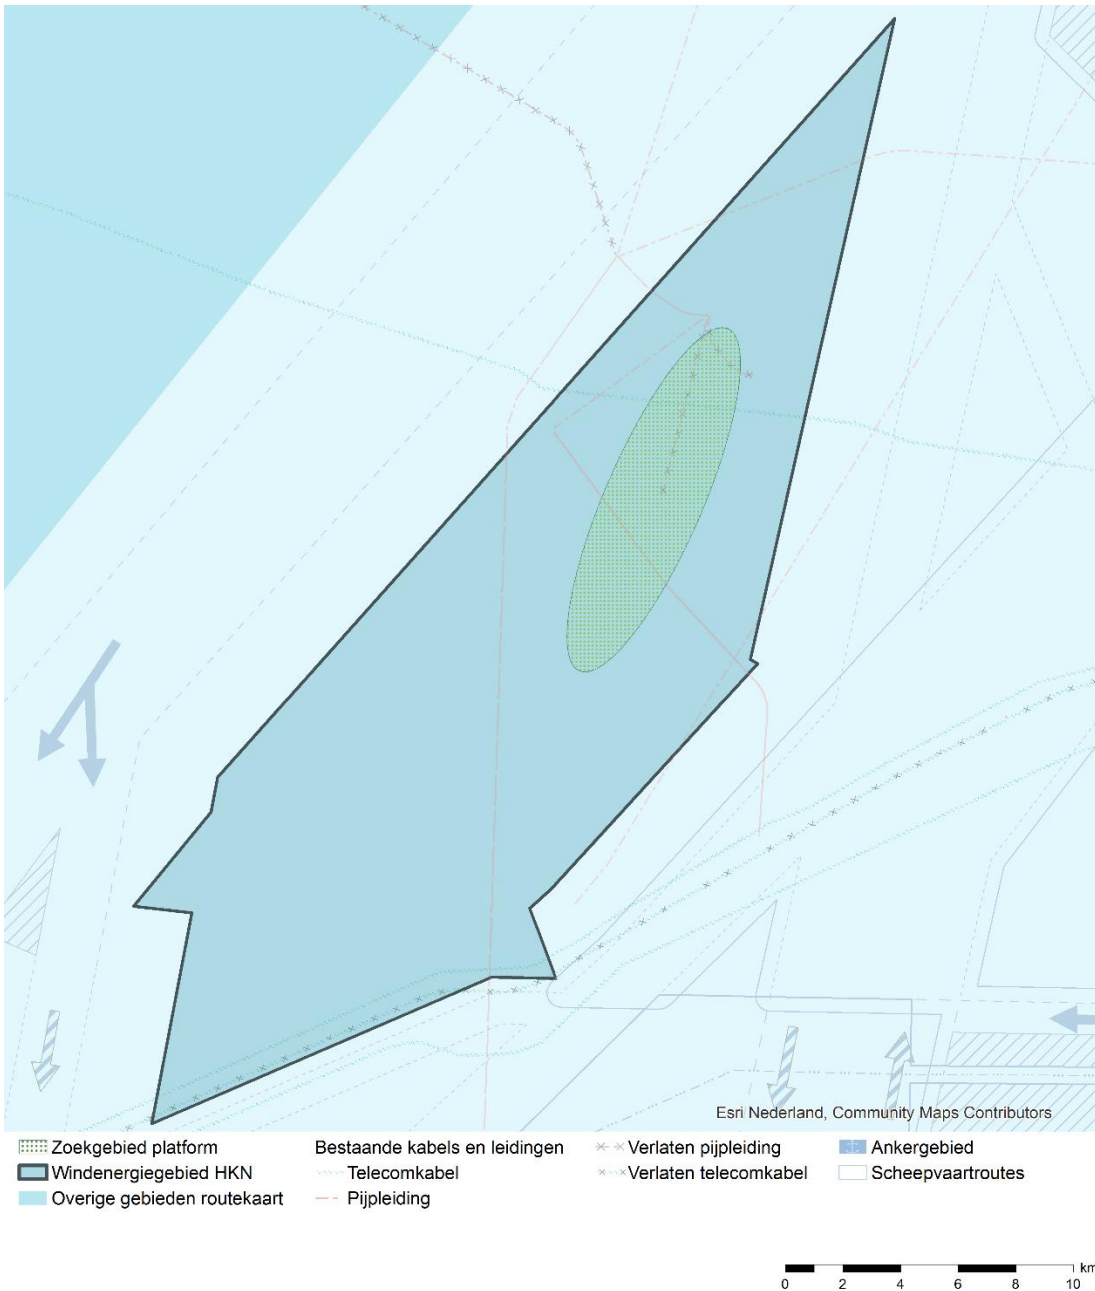 Esri Nederland, Community Maps Contributors
Zoekgebied platform
Windenergiegebied HKN
Overige gebieden routekaart
Bestaande kabels en leidingen
Telecomkabel
Pijpleiding
Verlaten pijpleiding
Verlaten telecomkabel
Ankergebied
Scheepvaartroutes
km
0 2 4 6 8 10